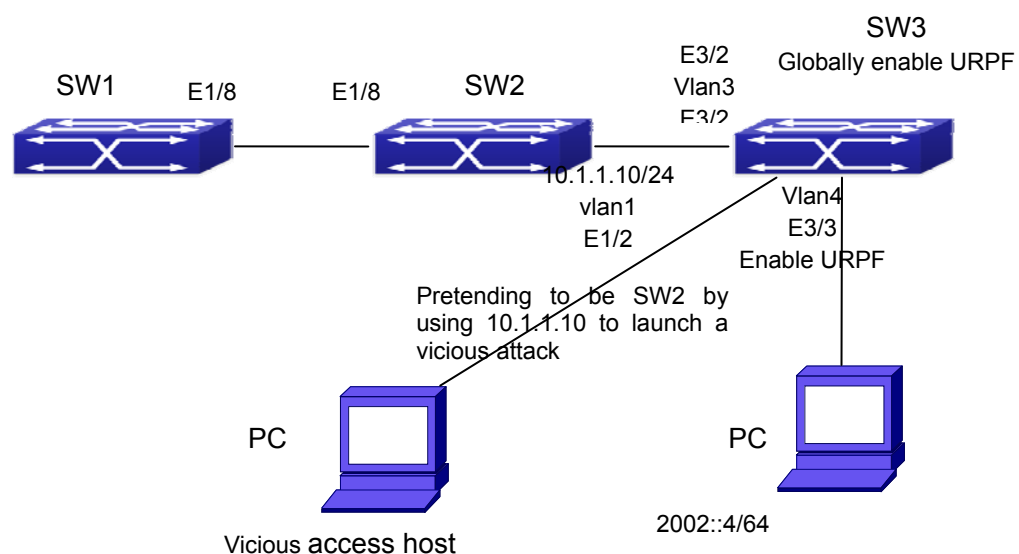 SW3
Globally enable URPF
E3/2
Vlan3
E3/2
SW1
E1/8
E1/8
SW2
10.1.1.10/24
vlan1
E1/2
Vlan4
E3/3
Enable URPF
Pretending to be SW2 by
using 10.1.1.10 to launch a
vicious attack
PC
PC
2002::4/64
Vicious access host